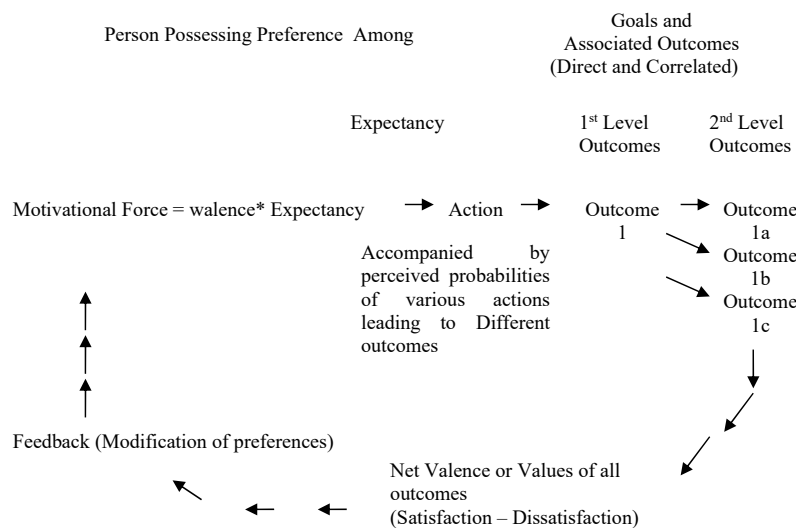 Person Possessing Preference Among
Goals and
Associated Outcomes
(Direct and Correlated)
Expectancy
1st Level
Outcomes
2nd Level
Outcomes
Motivational Force = walence* Expectancy
Action
Outcome
1
Outcome
1a
Outcome
1b
Outcome
1c
Accompanied by
perceived probabilities
of various actions
leading to Different
outcomes
Feedback (Modification of preferences)
Net Valence or Values of all
outcomes
(Satisfaction – Dissatisfaction)